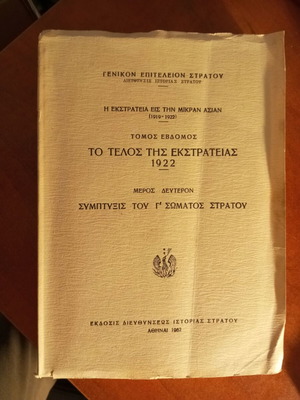 ΓΕΝΙΚΟΝ ΕΠΙΤΕΛΕΙΟΝ ΣΤΡΑΤΟΥ
ΔΙΕΥΘΥΝΣΙΣ ΙΣΤΟΡΙΑΣ ΣΤΡΑΤΟΥ
Η ΕΚΣΤΡΑΤΕΙΑ ΕΙΣ ΤΗΝ ΜΙΚΡΑΝ ΑΣΙΑΝ
(1919-1922)
ΤΟΜΟΣ ΕΒΔΟΜΟΣ
ΤΟ ΤΕΛΟΣ ΤΗΣ ΕΚΣΤΡΑΤΕΙΑΣ
1922
ΜΕΡΟΣ ΔΕΥΤΕΡΟΝ
ΣΥΜΠΤΥΞΙΣ ΤΟΥ Γ' ΣΩΜΑΤΟΣ ΣΤΡΑΤΟΥ
ΕΚΔΟΣΙΣ ΔΙΕΥΘΥΝΣΕΩΣ ΙΣΤΟΡΙΑΣ ΣΤΡΑΤΟΥ
ΑΘΗΝΑΙ 1962